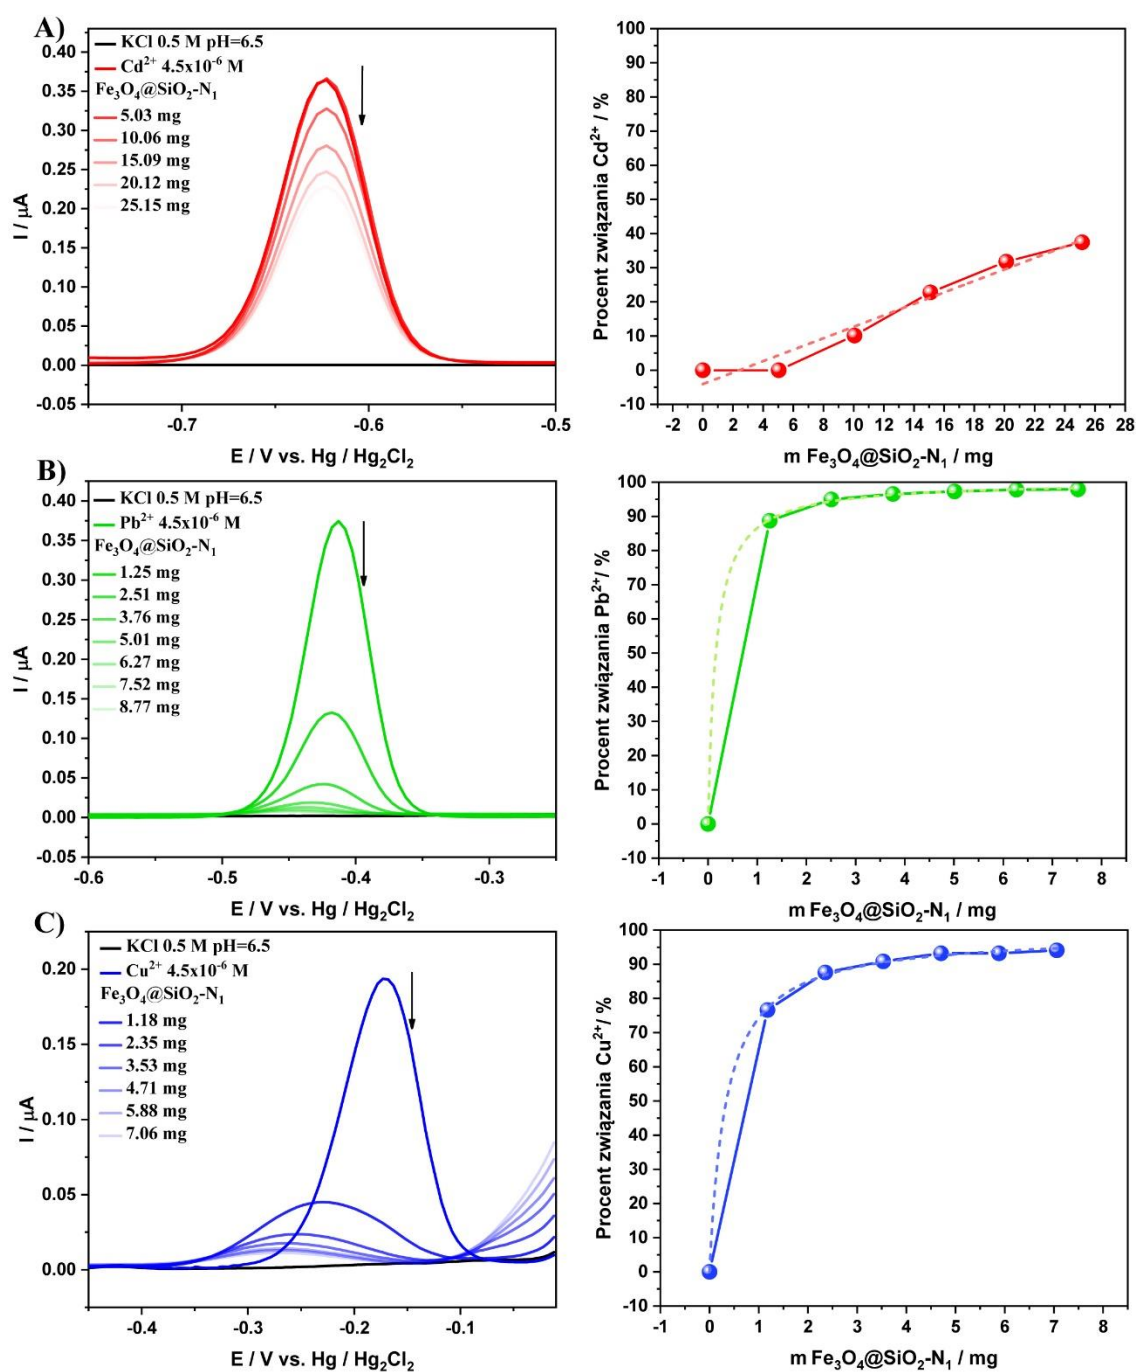 A)
KCl 0.5 M pH=6.5
Cd²⁺ 4.5x10⁻⁶ M
Fe₃O₄@SiO₂-N₁
5.03 mg
10.06 mg
15.09 mg
20.12 mg
25.15 mg
0.40
0.35
0.30
0.25
0.20
0.15
0.10
0.05
0.00
-0.05
I / μA
-0.7
-0.6
-0.5
E / V vs. Hg / Hg₂Cl₂
100
90
80
70
60
50
40
30
20
10
0
-10
Procent związania Cd²⁺ / %
-2 0 2 4 6 8 10 12 14 16 18 20 22 24 26 28
m Fe₃O₄@SiO₂-N₁ / mg
B)
KCl 0.5 M pH=6.5
Pb²⁺ 4.5x10⁻⁶ M
Fe₃O₄@SiO₂-N₁
1.25 mg
2.51 mg
3.76 mg
5.01 mg
6.27 mg
7.52 mg
8.77 mg
0.40
0.35
0.30
0.25
0.20
0.15
0.10
0.05
0.00
-0.05
I / μA
-0.6
-0.5
-0.4
-0.3
E / V vs. Hg / Hg₂Cl₂
100
90
80
70
60
50
40
30
20
10
0
-10
Procent związania Pb²⁺/ %
-1 0 1 2 3 4 5 6 7 8
m Fe₃O₄@SiO₂-N₁ / mg
C)
KCl 0.5 M pH=6.5
Cu²⁺ 4.5x10⁻⁶ M
Fe₃O₄@SiO₂-N₁
1.18 mg
2.35 mg
3.53 mg
4.71 mg
5.88 mg
7.06 mg
0.20
0.15
0.10
0.05
0.00
I / μA
-0.4
-0.3
-0.2
-0.1
E / V vs. Hg / Hg₂Cl₂
100
90
80
70
60
50
40
30
20
10
0
-10
Procent związania Cu²⁺/ %
-1 0 1 2 3 4 5 6 7 8
m Fe₃O₄@SiO₂-N₁ / mg